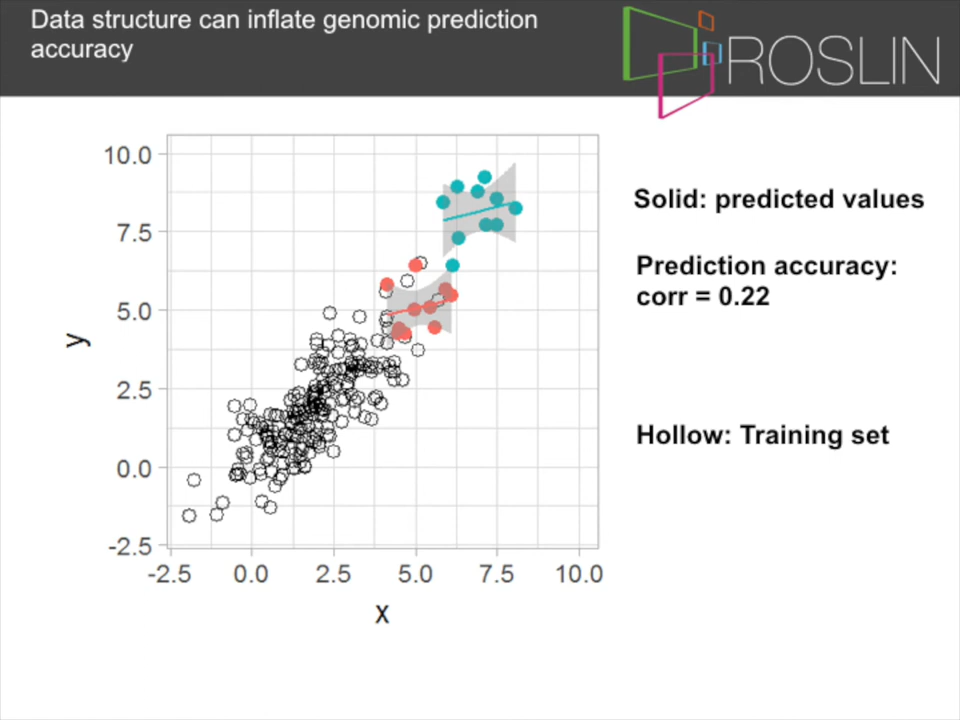 Data structure can inflate genomic prediction
accuracy
ROSLIN
10.0
7.5
5.0
2.5
0.0
-2.5
y
-2.5 0.0 2.5 5.0 7.5 10.0
x
Solid: predicted values
Prediction accuracy:
corr = 0.22
Hollow: Training set